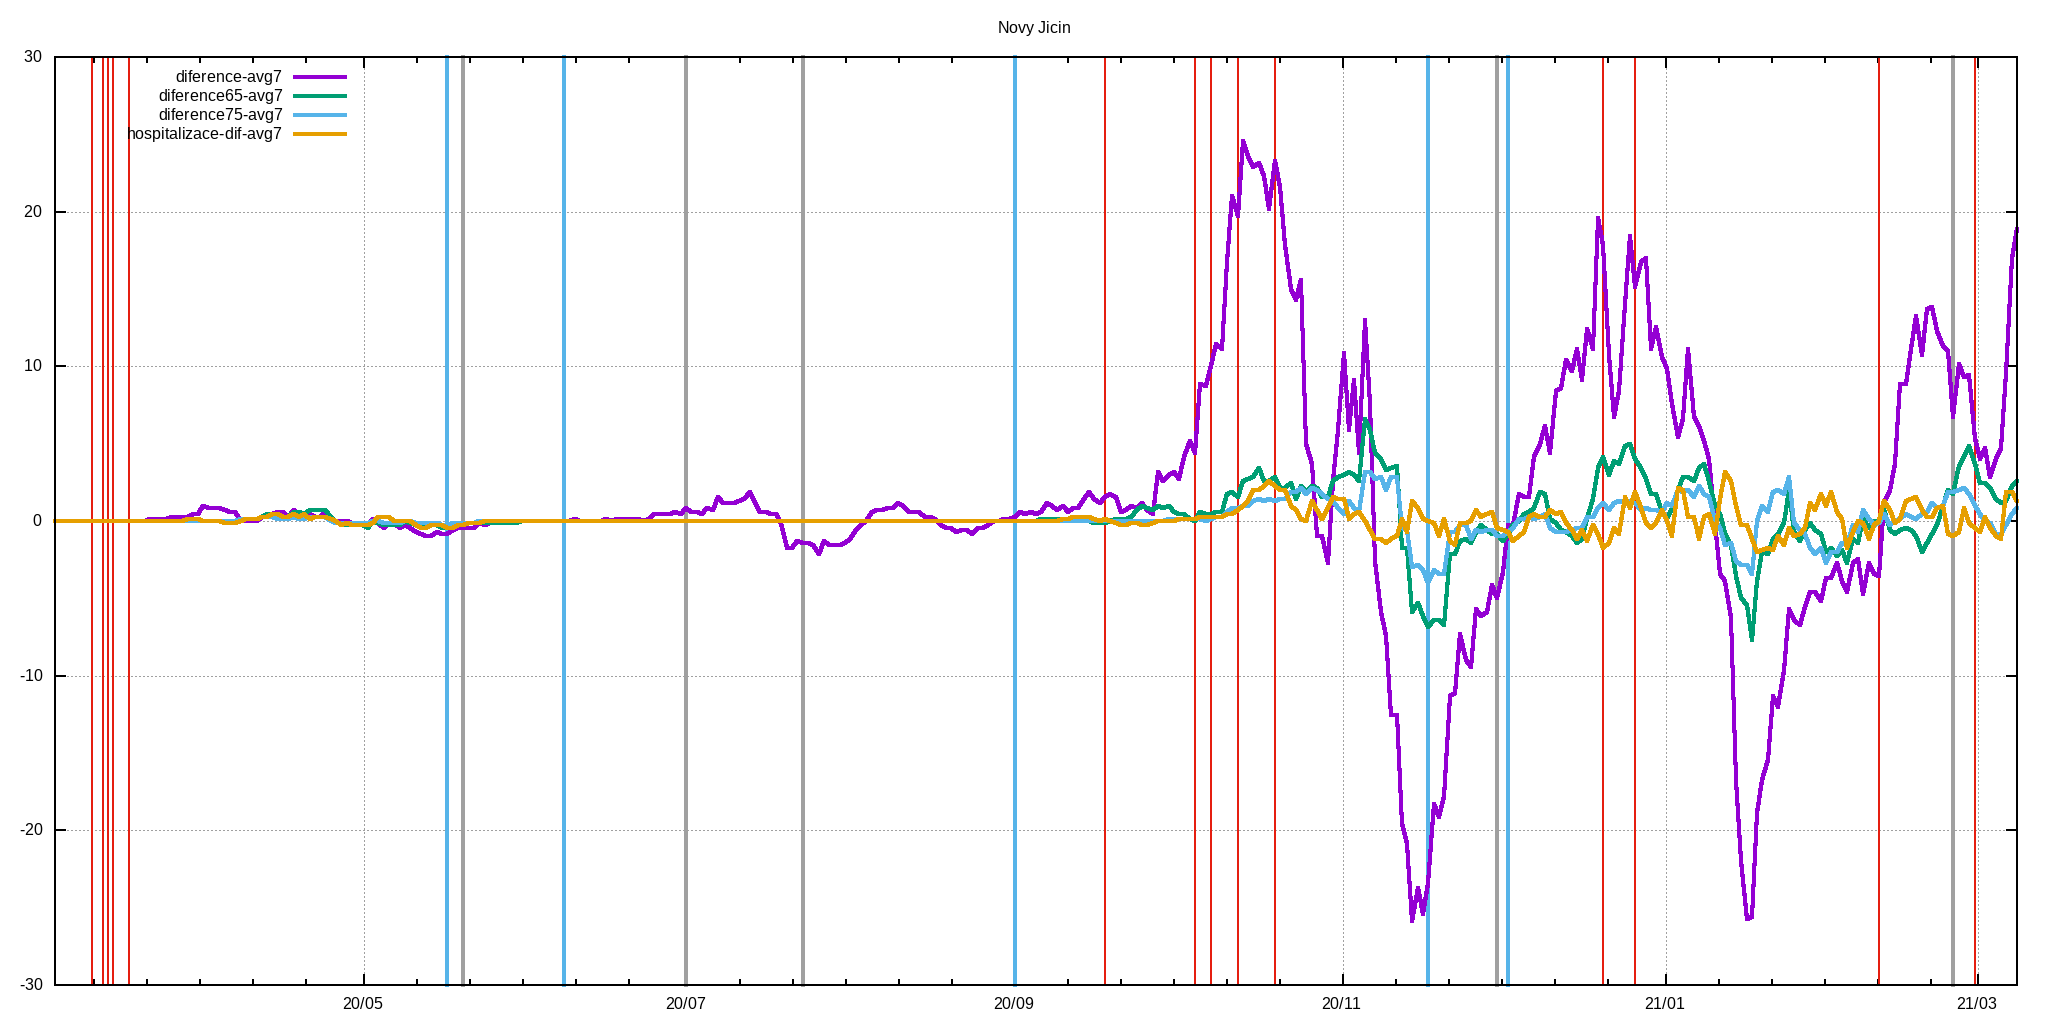 Novy Jicin
30
diference-avg7
diference65-avg7
diference75-avg7
hospitalizace-dif-avg7
20
10
0
-10
-20
-30
20/05
20/07
20/09
20/11
21/01
21/03